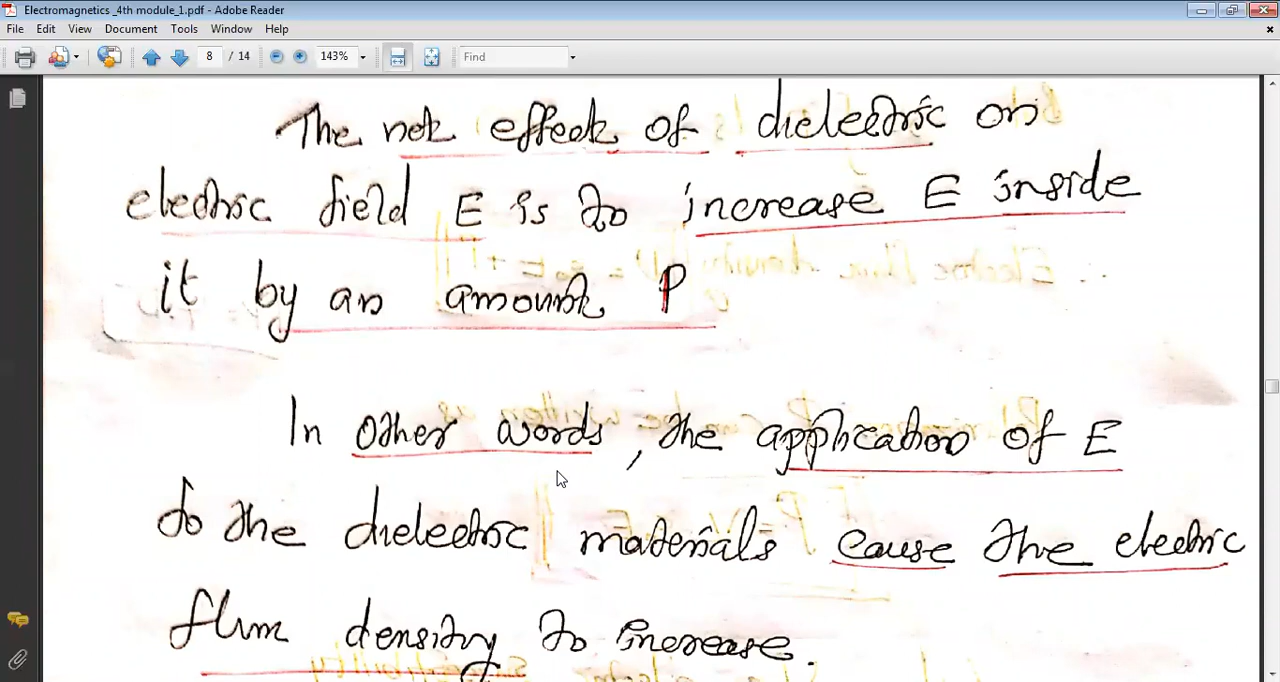 Electromagnetics _4th module_1.pdf - Adobe Reader
File Edit View Document Tools Window Help
8 / 14 143% Find
The net effect of dielectric on
electric field E is to increase E inside
it by an amount P
In other words, the application of E
to the dielectric materials cause the electric
flux density to increase.